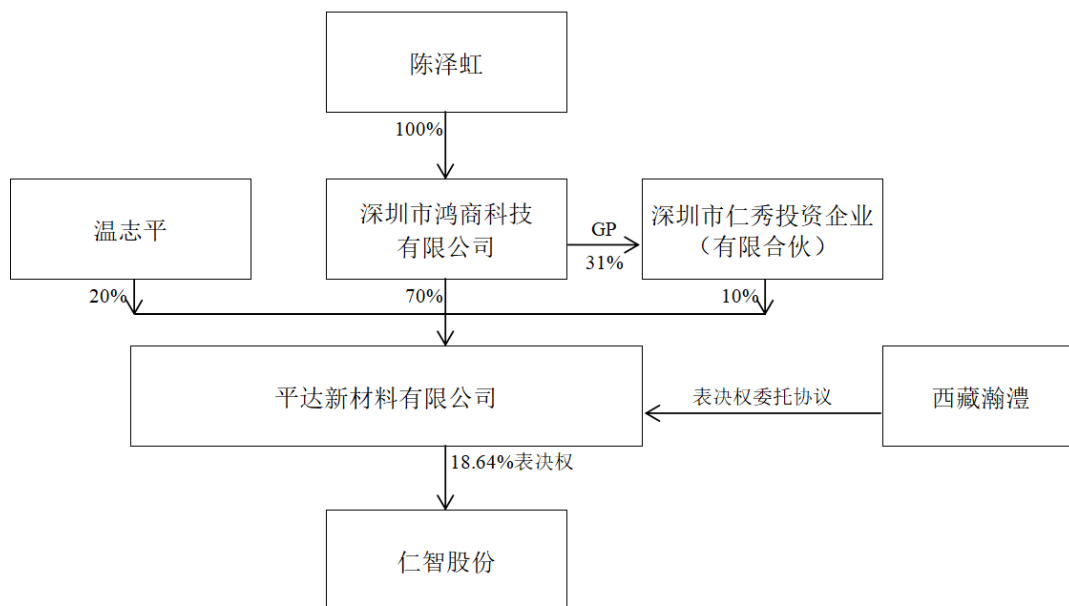 陈泽虹
100%
温志平
深圳市鸿商科技
有限公司
GP
31%
深圳市仁秀投资企业
（有限合伙）
20%
70%
10%
平达新材料有限公司
表决权委托协议
西藏瀚澧
18.64%表决权
仁智股份